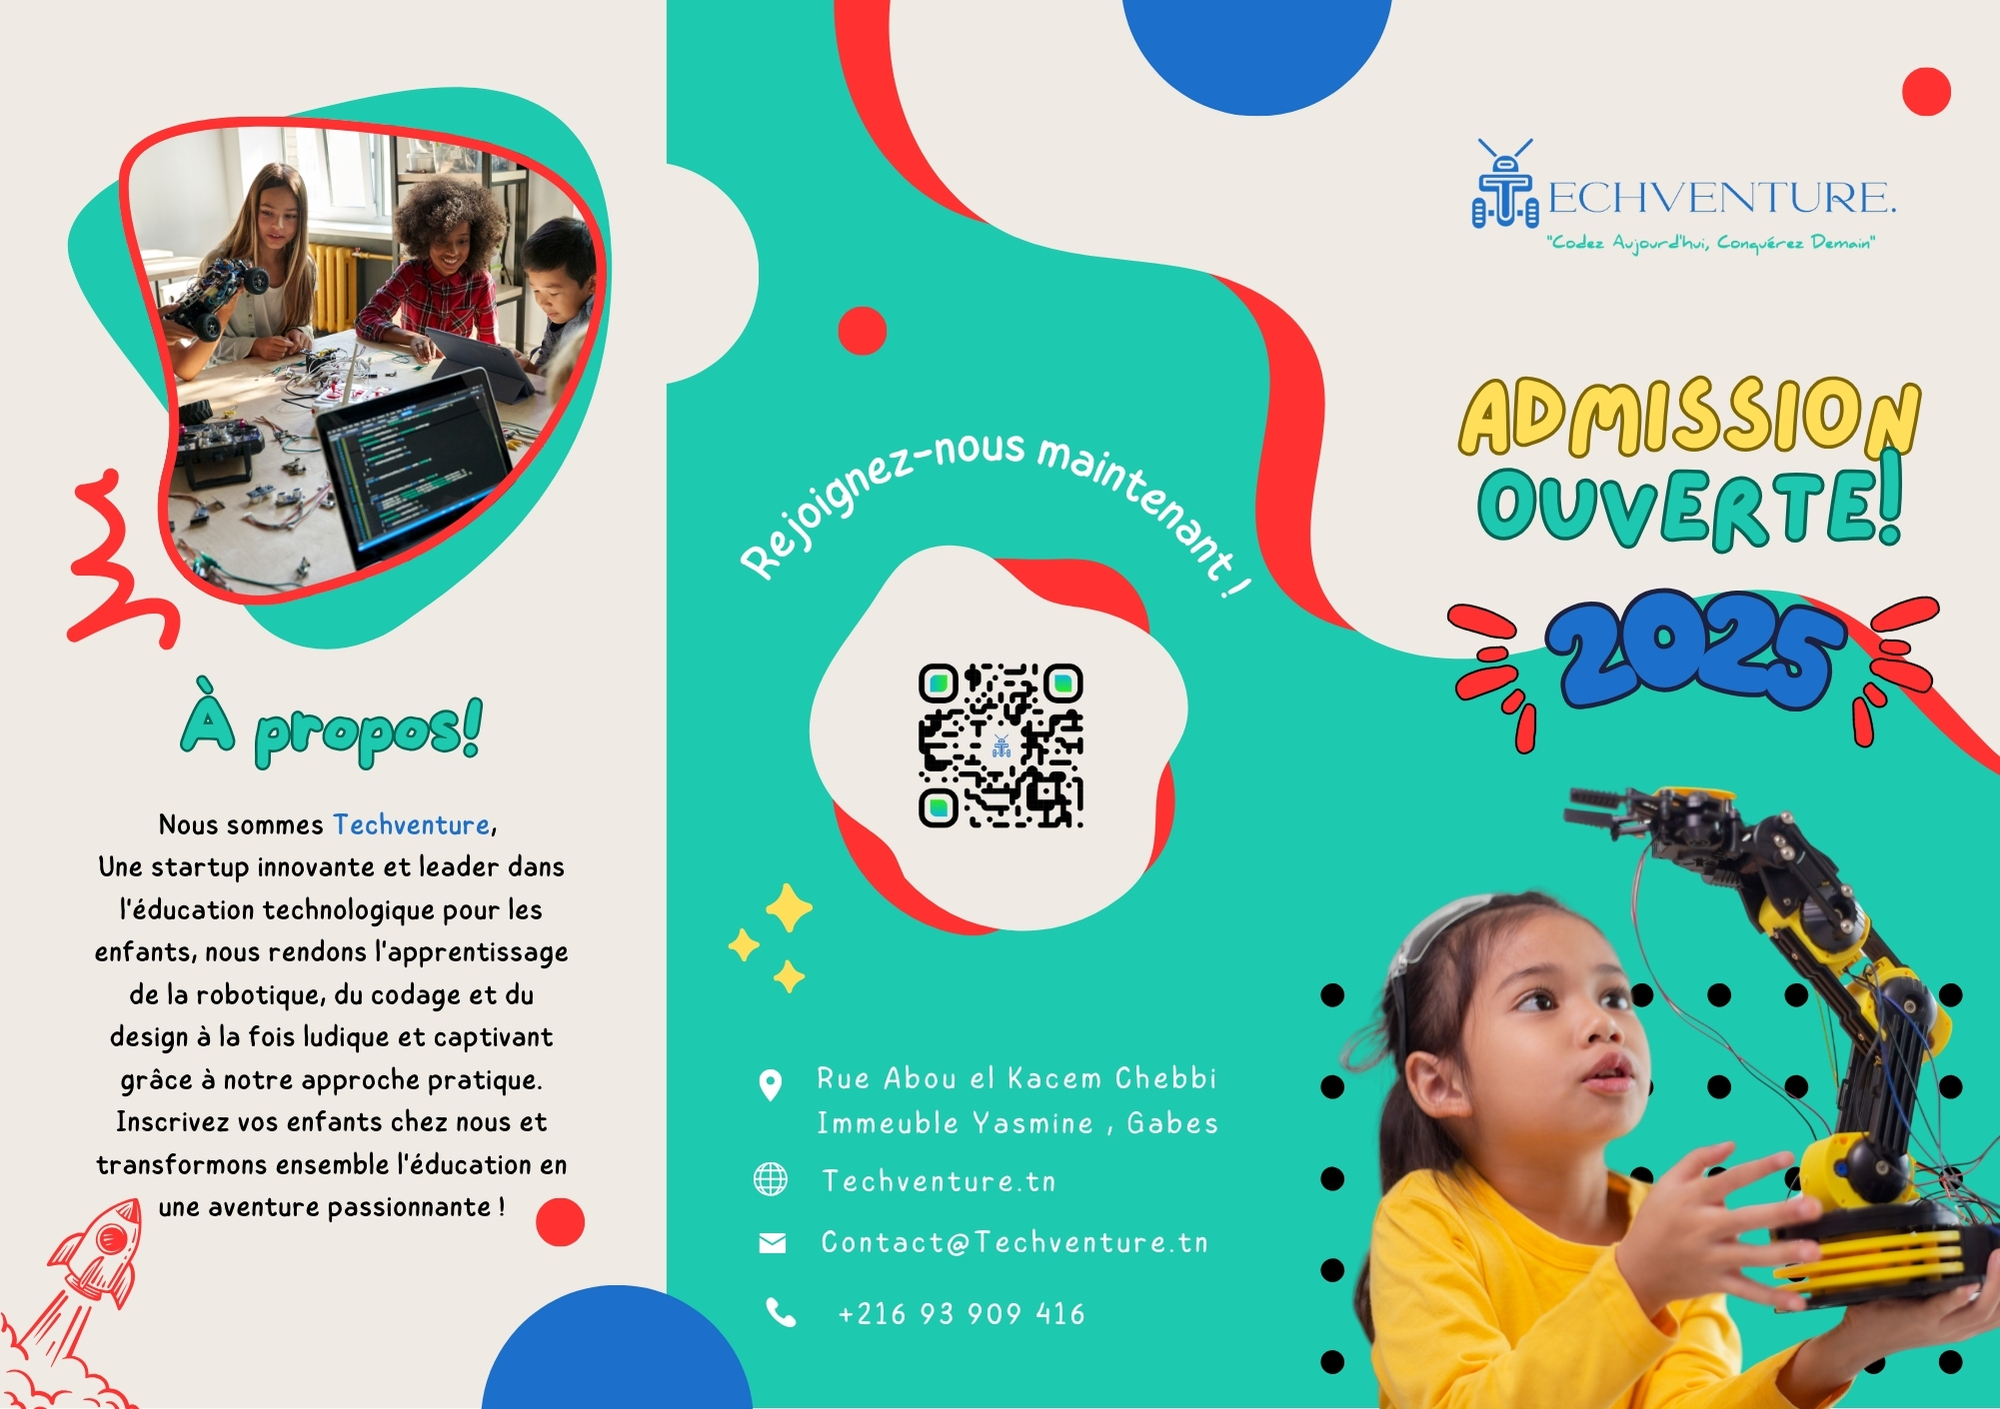 À propos!
Nous sommes Techventure,
Une startup innovante et leader dans
l'éducation technologique pour les
enfants, nous rendons l'apprentissage
de la robotique, du codage et du
design à la fois ludique et captivant
grâce à notre approche pratique.
Inscrivez vos enfants chez nous et
transformons ensemble l'éducation en
une aventure passionnante !
Rejoignez-nous maintenant !
Rue Abou el Kacem Chebbi
Immeuble Yasmine , Gabes
Techventure.tn
Contact@Techventure.tn
+216 93 909 416
TECHVENTURE.
"Codez Aujourd'hui, Conquérez Demain"
ADMISSION
OUVERTE!
2025